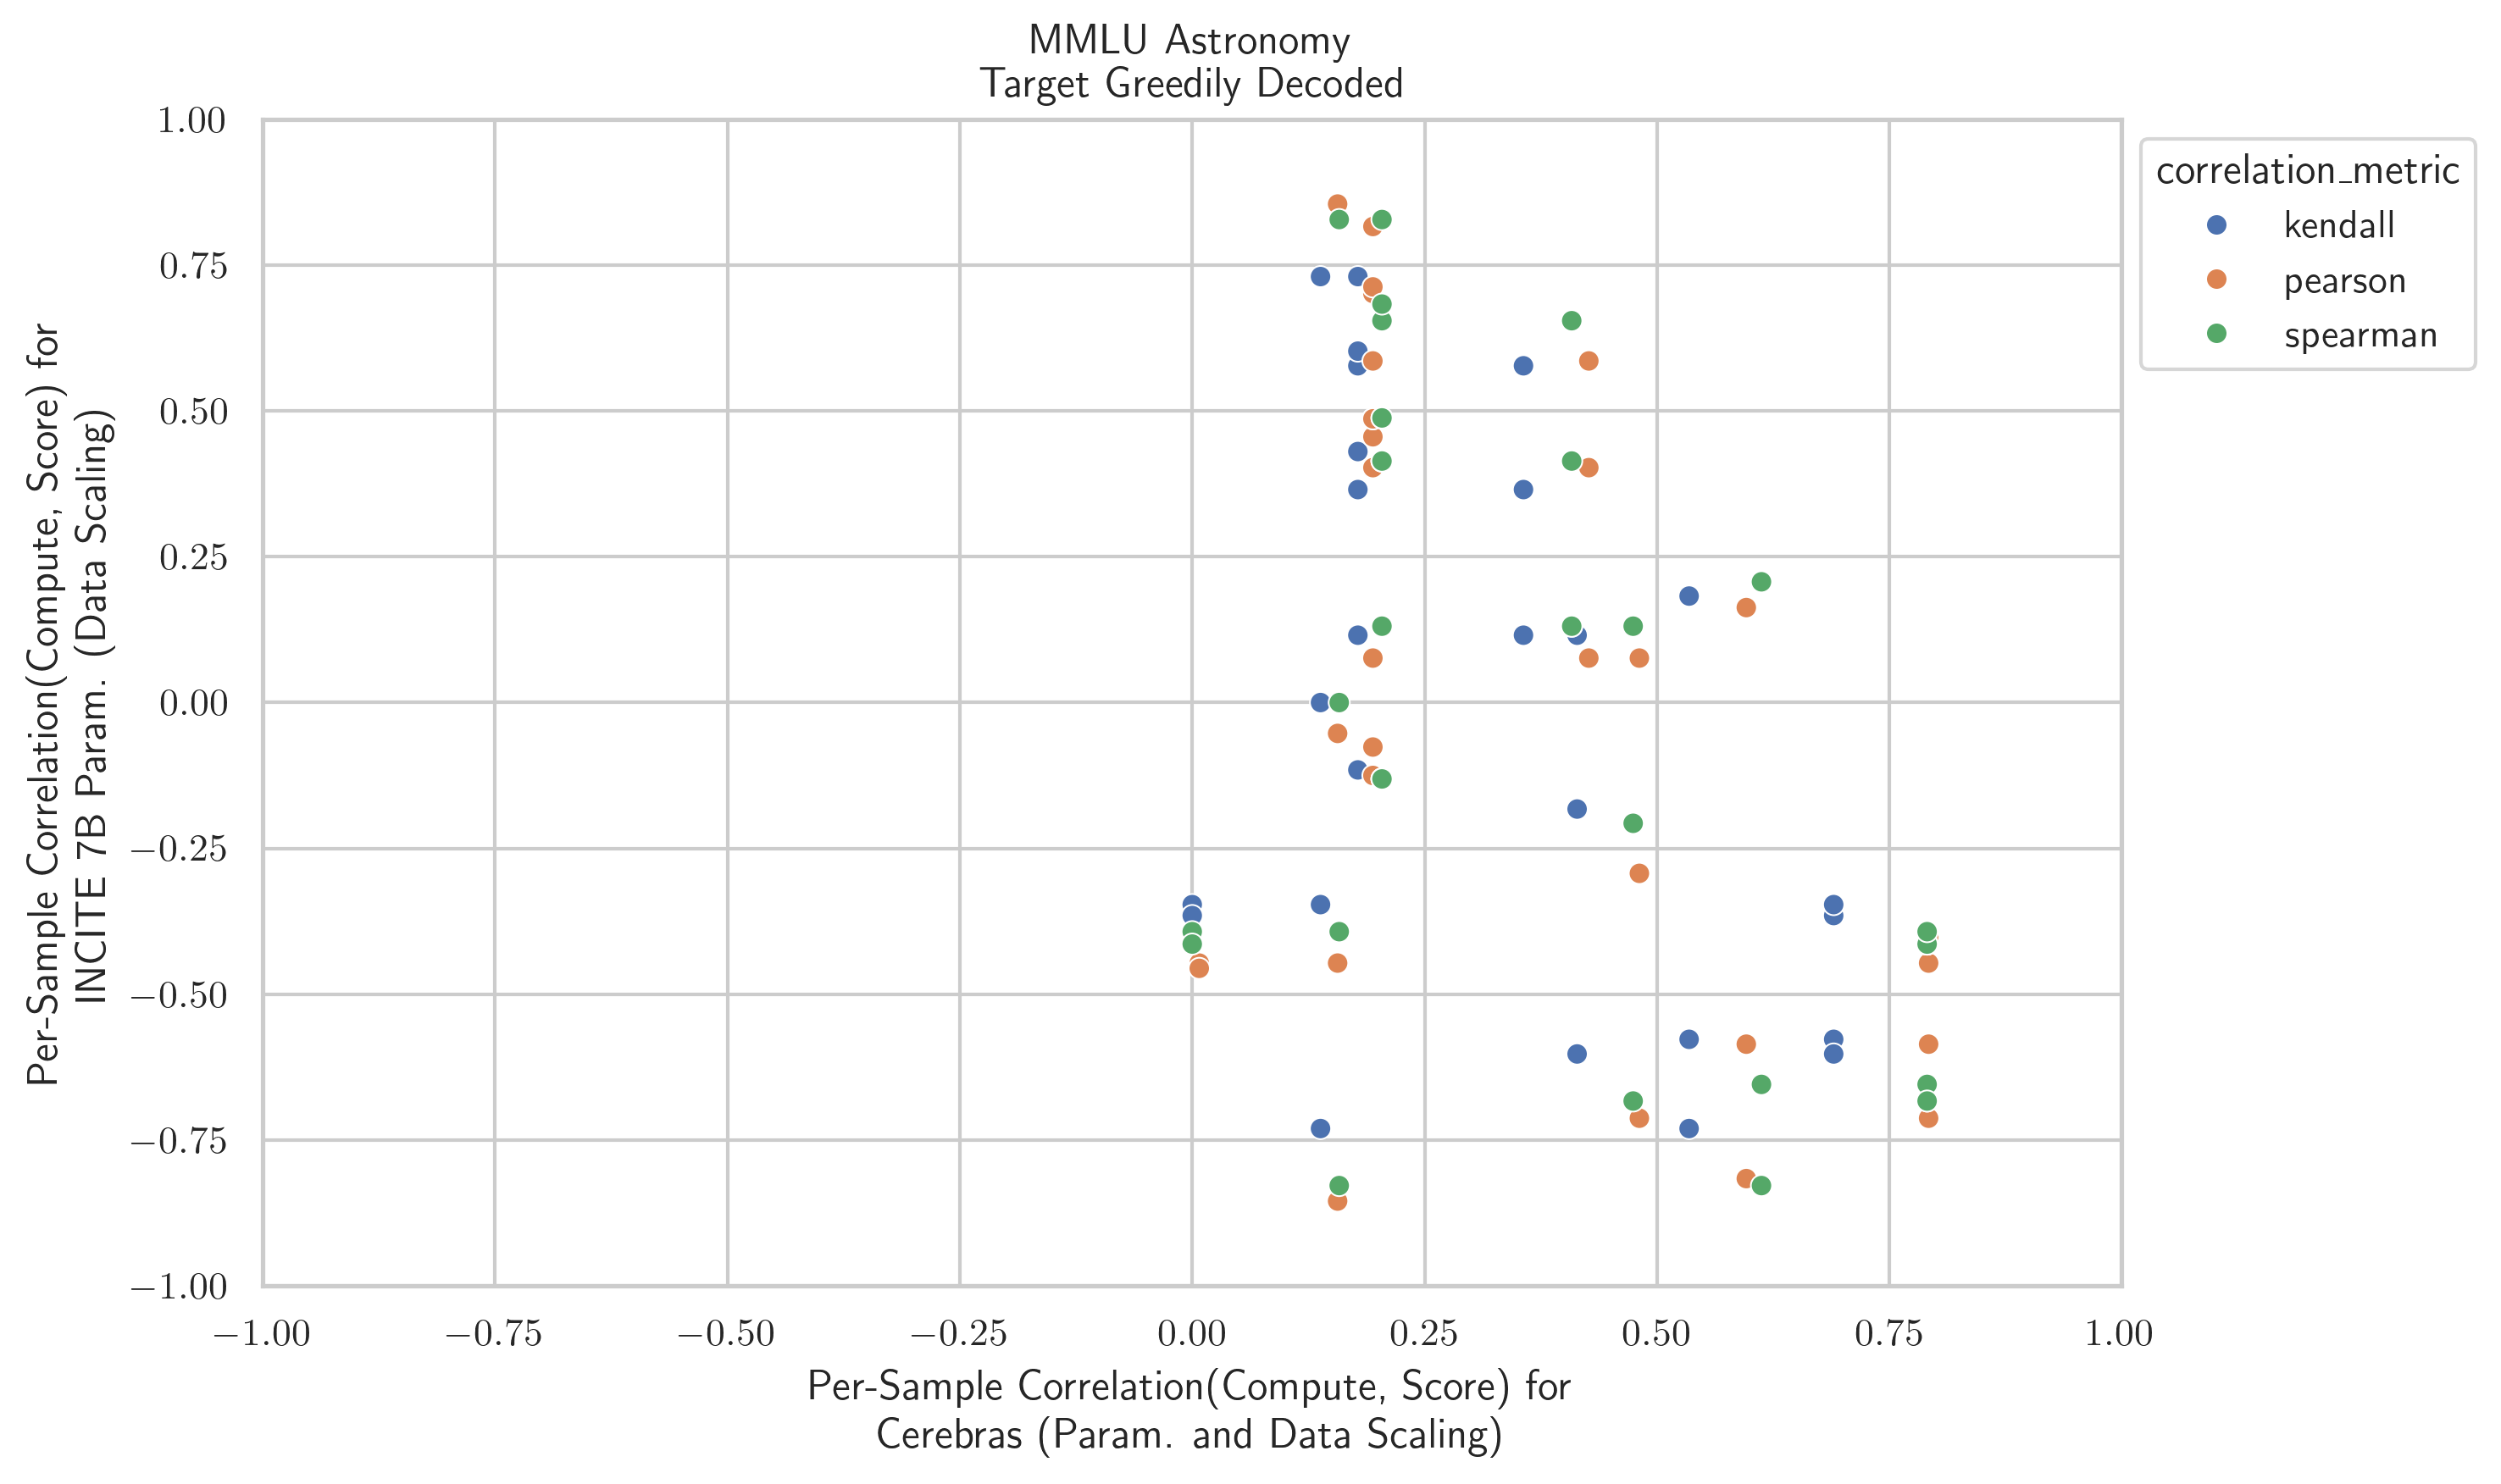 MMLU Astronomy
Target Greedily Decoded
1.00
0.75
0.50
0.25
0.00
−0.25
−0.50
−0.75
−1.00
Per-Sample Correlation(Compute, Score) for
INCITE 7B Param. (Data Scaling)
correlation_metric
kendall
pearson
spearman
−1.00
−0.75
−0.50
−0.25
0.00
0.25
0.50
0.75
1.00
Per-Sample Correlation(Compute, Score) for
Cerebras (Param. and Data Scaling)